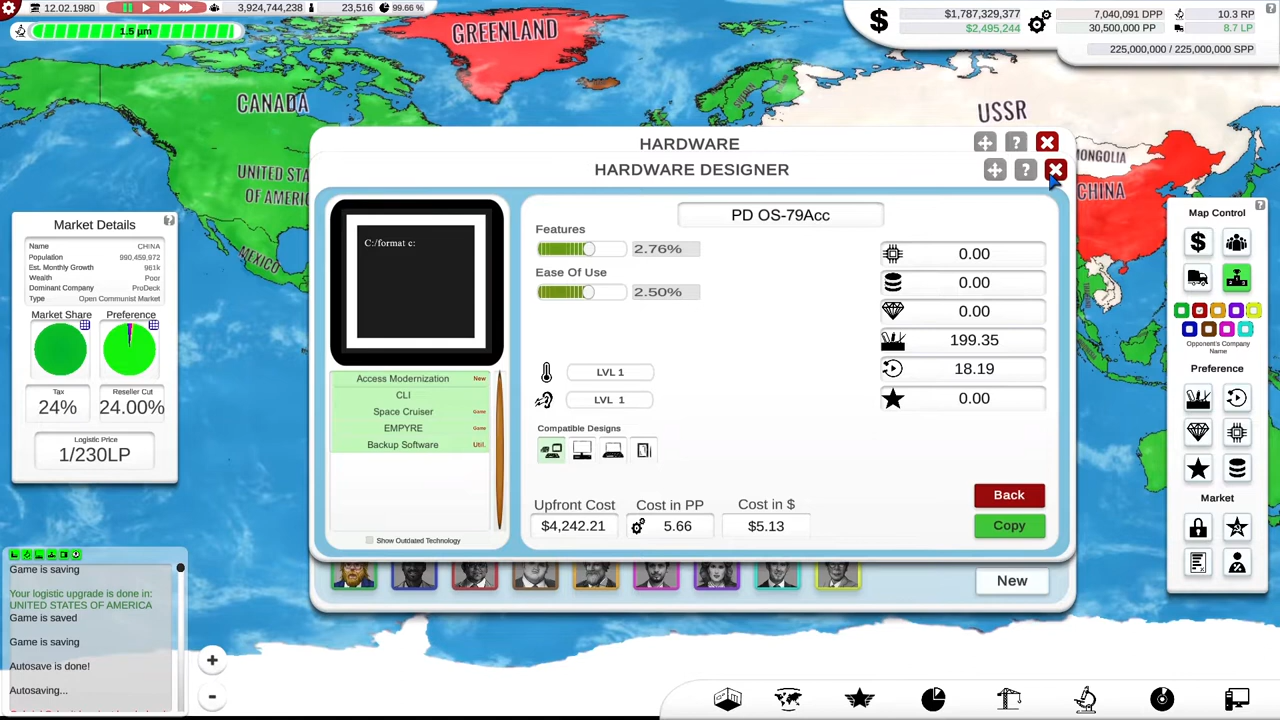 12.02.1980
3,924,744,238
23,516
99.66 %
1.5 µm
$1,787,329,377
$2,495,244
7,040,091 DPP
30,500,000 PP
10.3 RP
8.7 LP
225,000,000 / 225,000,000 SPP
GREENLAND
CANADA
USSR
MONGOLIA
CHINA
UNITED STA
OF AMERIC
MEXICO
HARDWARE
HARDWARE DESIGNER
PD OS-79Acc
C:/format c:
Features
2.76%
Ease Of Use
2.50%
LVL 1
LVL 1
Compatible Designs
0.00
0.00
0.00
199.35
18.19
0.00
Access Modernization New
CLI
Space Cruiser Game
EMPYRE Game
Backup Software Util.
Show Outdated Technology
Upfront Cost
$4,242.21
Cost in PP
5.66
Cost in $
$5.13
Back
Copy
New
Market Details
Name CHINA
Population 990,459,972
Est. Monthly Growth 961k
Wealth Poor
Dominant Company ProDeck
Type Open Communist Market
Market Share
Preference
Tax
24%
Reseller Cut
24.00%
Logistic Price
1/230LP
Game is saving
Your logistic upgrade is done in:
UNITED STATES OF AMERICA
Game is saved
Game is saving
Autosave is done!
Autosaving...
+
-
Map Control
$
Opponent's Company
Name
Preference
Market